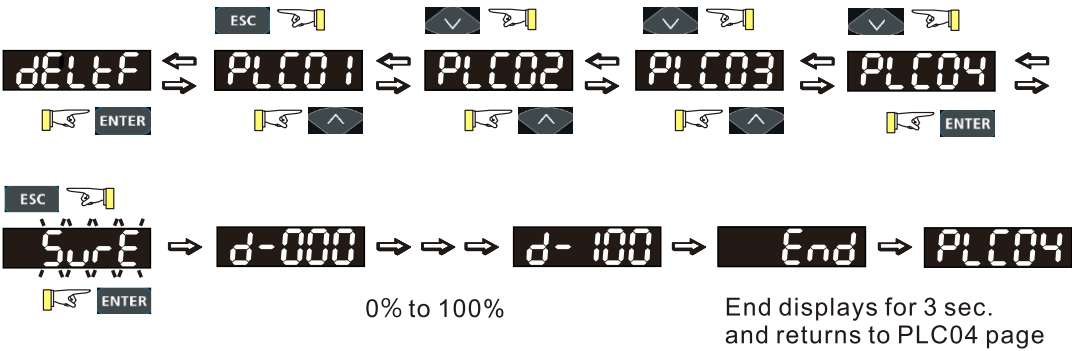 ESC
dELtF PLC01 PLC02 PLC03 PLC04
ENTER ENTER
ESC
SurE d-000 d-100 End PLC04
ENTER
0% to 100%
End displays for 3 sec.
and returns to PLC04 page